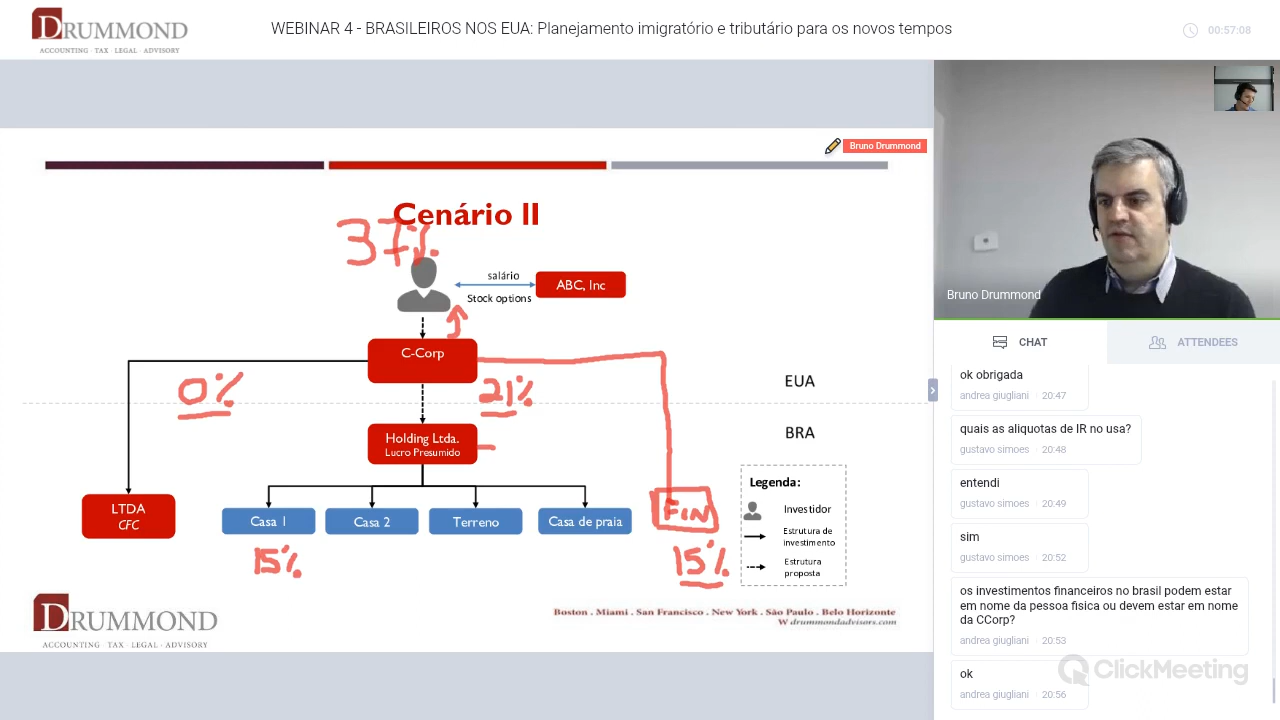 DRUMMOND
ACCOUNTING · TAX · LEGAL · ADVISORY
WEBINAR 4 - BRASILEIROS NOS EUA: Planejamento imigratório e tributário para os novos tempos
00:57:08
Bruno Drummond
Cenário II
37%
salário
Stock options
ABC, Inc
C-Corp
0%
21%
EUA
BRA
Holding Ltda.
Lucro Presumido
LTDA
CFC
Casa 1
Casa 2
Terreno
Casa de praia
FIN
15%
15%
Legenda:
Investidor
Estrutura de
investimento
Estrutura
proposta
DRUMMOND
ACCOUNTING · TAX · LEGAL · ADVISORY
Boston . Miami . San Francisco . New York . São Paulo . Belo Horizonte
W drummondadvisors.com
Bruno Drummond
CHAT
ATTENDEES
ok obrigada
andrea giugliani · 20:47
quais as aliquotas de IR no usa?
gustavo simoes · 20:48
entendi
gustavo simoes · 20:49
sim
gustavo simoes · 20:52
os investimentos financeiros no brasil podem estar
em nome da pessoa fisica ou devem estar em nome
da CCorp?
andrea giugliani · 20:53
ok
andrea giugliani · 20:56
ClickMeeting